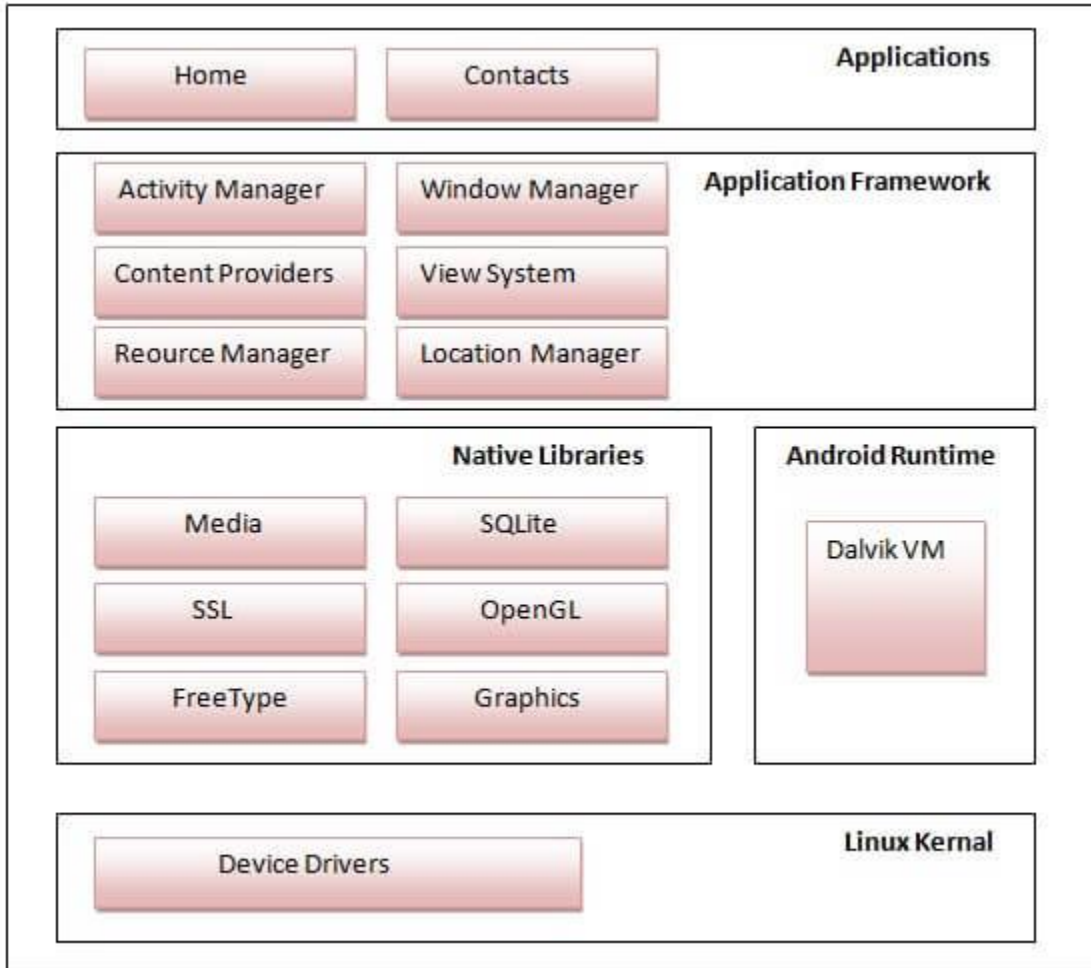 Applications
Home
Contacts
Application Framework
Activity Manager
Window Manager
Content Providers
View System
Reource Manager
Location Manager
Native Libraries
Media
SQLite
SSL
OpenGL
FreeType
Graphics
Android Runtime
Dalvik VM
Linux Kernal
Device Drivers